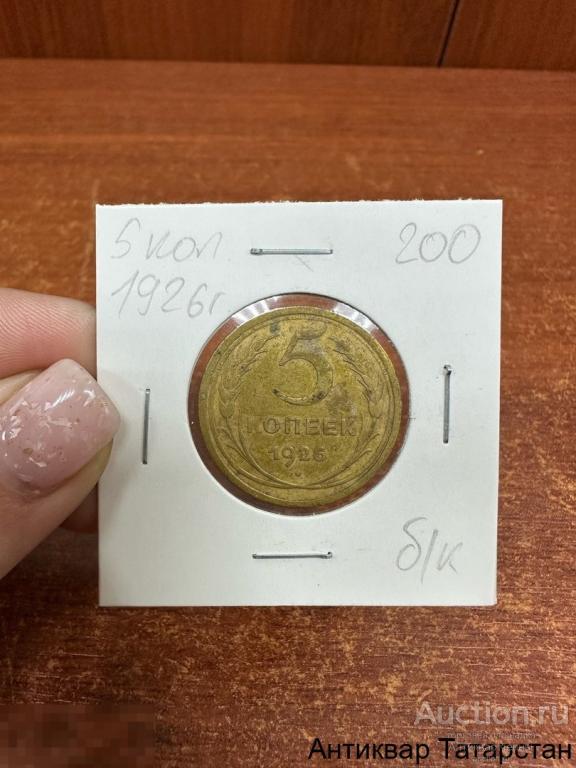 5 коп
200
1926г
5
КОПЕЕК
1926
б/к
Auction.ru
Антиквар Татарстан